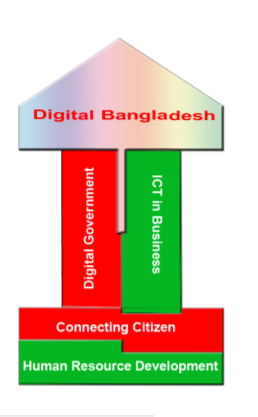 Digital Bangladesh
Digital Government
ICT in Business
Connecting Citizen
Human Resource Development